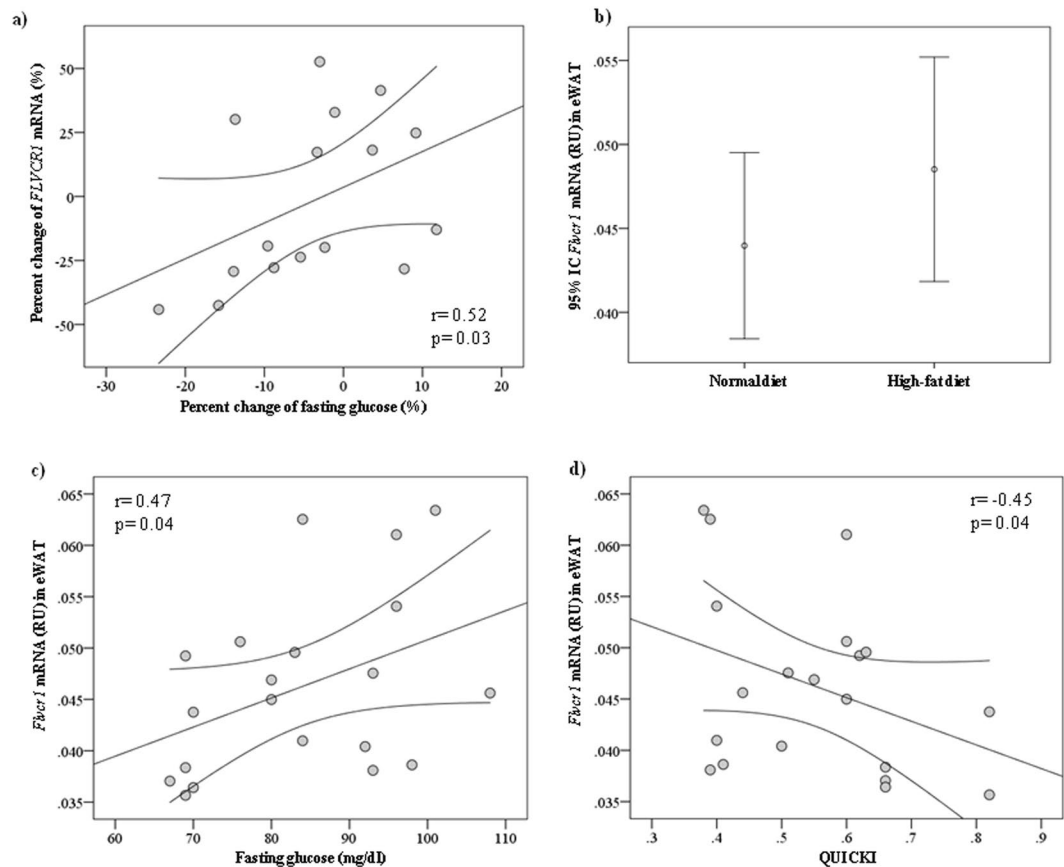 a)
Percent change of FLVCR1 mRNA (%)
50
25
0
-25
-50
r= 0.52
p= 0.03
-30 -20 -10 0 10 20
Percent change of fasting glucose (%)
b)
95% IC Flvcr1 mRNA (RU) in eWAT
.055
.050
.045
.040
Normal diet High-fat diet
c)
Flvcr1 mRNA (RU) in eWAT
.065
.060
.055
.050
.045
.040
.035
r= 0.47
p= 0.04
60 70 80 90 100 110
Fasting glucose (mg/dl)
d)
Flvcr1 mRNA (RU) in eWAT
.065
.060
.055
.050
.045
.040
.035
r= -0.45
p= 0.04
.3 .4 .5 .6 .7 .8 .9
QUICKI